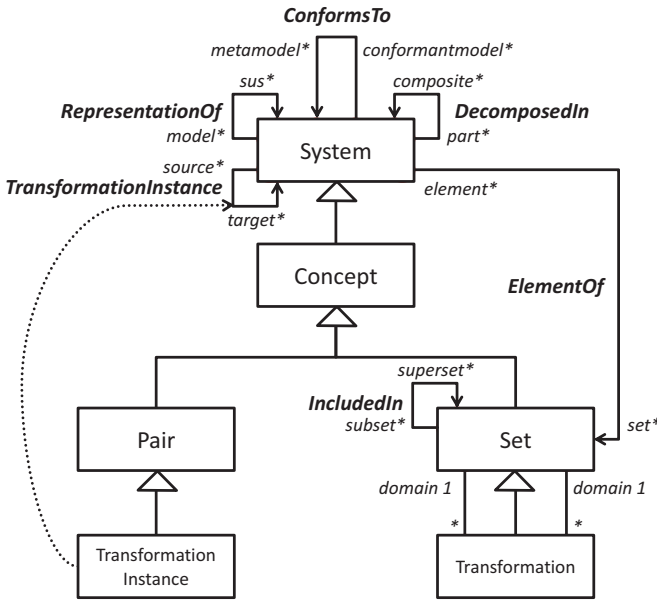 ConformsTo
metamodel*
conformantmodel*
sus*
composite*
RepresentationOf
DecomposedIn
model*
System
part*
source*
TransformationInstance
element*
target*
Concept
ElementOf
superset*
IncludedIn
subset*
Pair
Set
set*
domain 1
domain 1
*
*
Transformation
Instance
Transformation